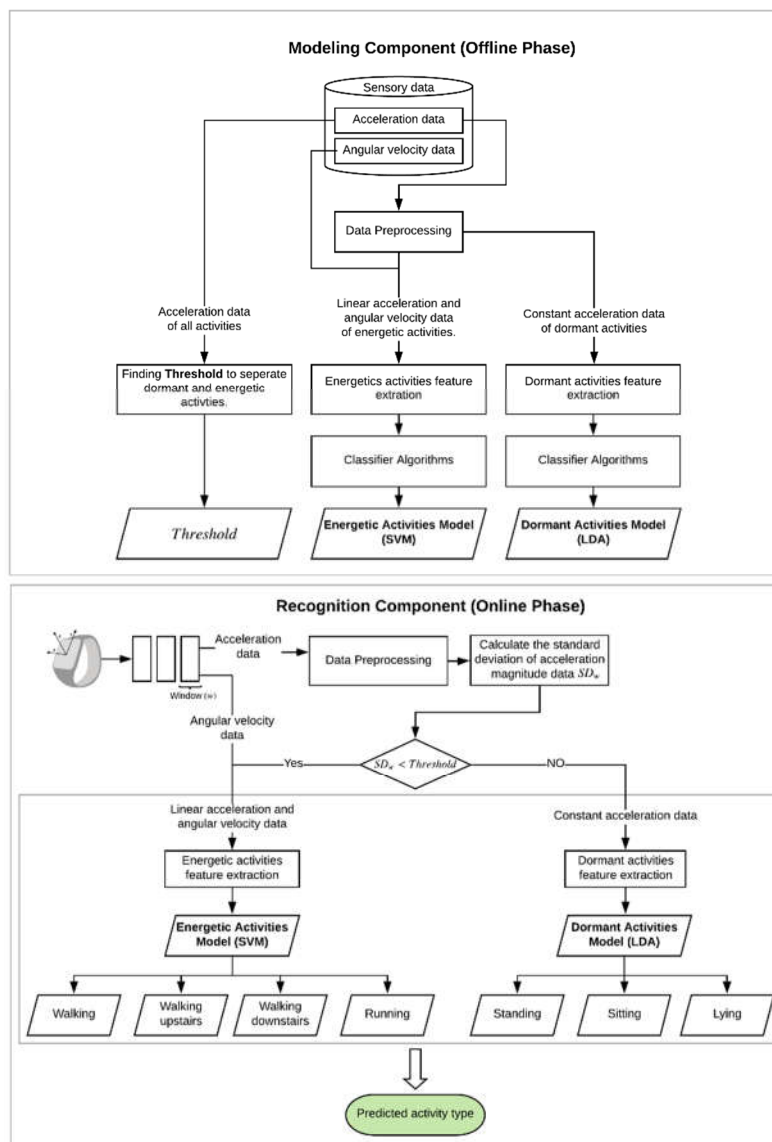 Modeling Component (Offline Phase)
Sensory data
Acceleration data
Angular velocity data
Data Preprocessing
Acceleration data
of all activities
Linear acceleration and
angular velocity data
of energetic activities.
Constant acceleration data
of dormant activities
Finding Threshold to seperate
dormant and energetic
activties.
Energetics activities feature
extration
Dormant activities feature
extraction
Classifier Algorithms
Classifier Algorithms
Threshold
Energetic Activities Model
(SVM)
Dormant Activities Model
(LDA)
Recognition Component (Online Phase)
Acceleration
data
Window (w)
Data Preprocessing
Calculate the standard
deviation of acceleration
magnitude data SD_w
Angular velocity
data
Yes
SD_w < Threshold
NO
Linear acceleration and
angular velocity data
Constant acceleration data
Energetic activities
feature extraction
Dormant activities
feature extraction
Energetic Activities
Model (SVM)
Dormant Activities
Model (LDA)
Walking
Walking
upstairs
Walking
downstairs
Running
Standing
Sitting
Lying
Predicted activity type